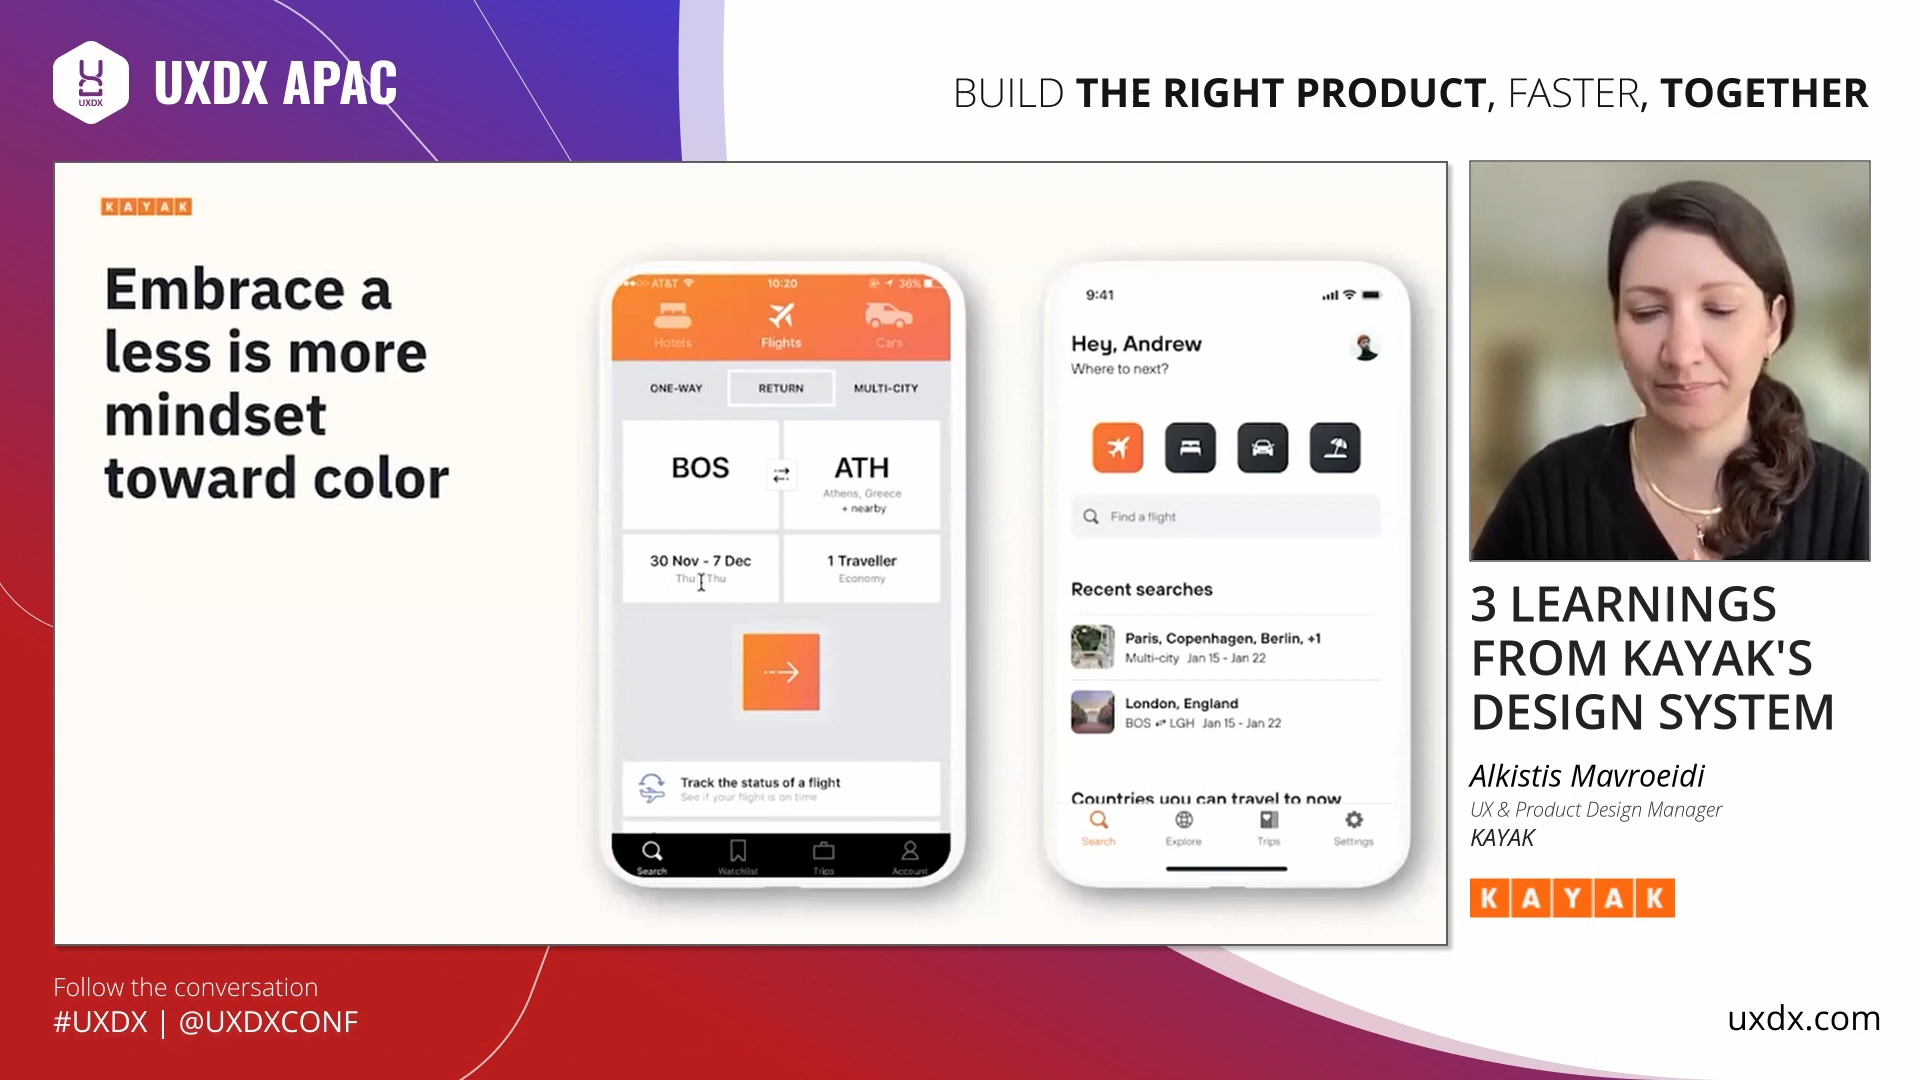 UXDX
UXDX APAC
BUILD THE RIGHT PRODUCT, FASTER, TOGETHER
KAYAK
Embrace a
less is more
mindset
toward color
AT&T 10:20 36%
Hotels Flights Cars
ONE-WAY RETURN MULTI-CITY
BOS ATH
Athens, Greece
+ nearby
30 Nov - 7 Dec 1 Traveller
Thu Thu Economy
Track the status of a flight
See if your flight is on time
Search Watchlist Trips Account
9:41
Hey, Andrew
Where to next?
Find a flight
Recent searches
Paris, Copenhagen, Berlin, +1
Multi-city Jan 15 - Jan 22
London, England
BOS ⇄ LGH Jan 15 - Jan 22
Countries you can travel to now
Search Explore Trips Settings
3 LEARNINGS
FROM KAYAK'S
DESIGN SYSTEM
Alkistis Mavroeidi
UX & Product Design Manager
KAYAK
KAYAK
Follow the conversation
#UXDX | @UXDXCONF
uxdx.com